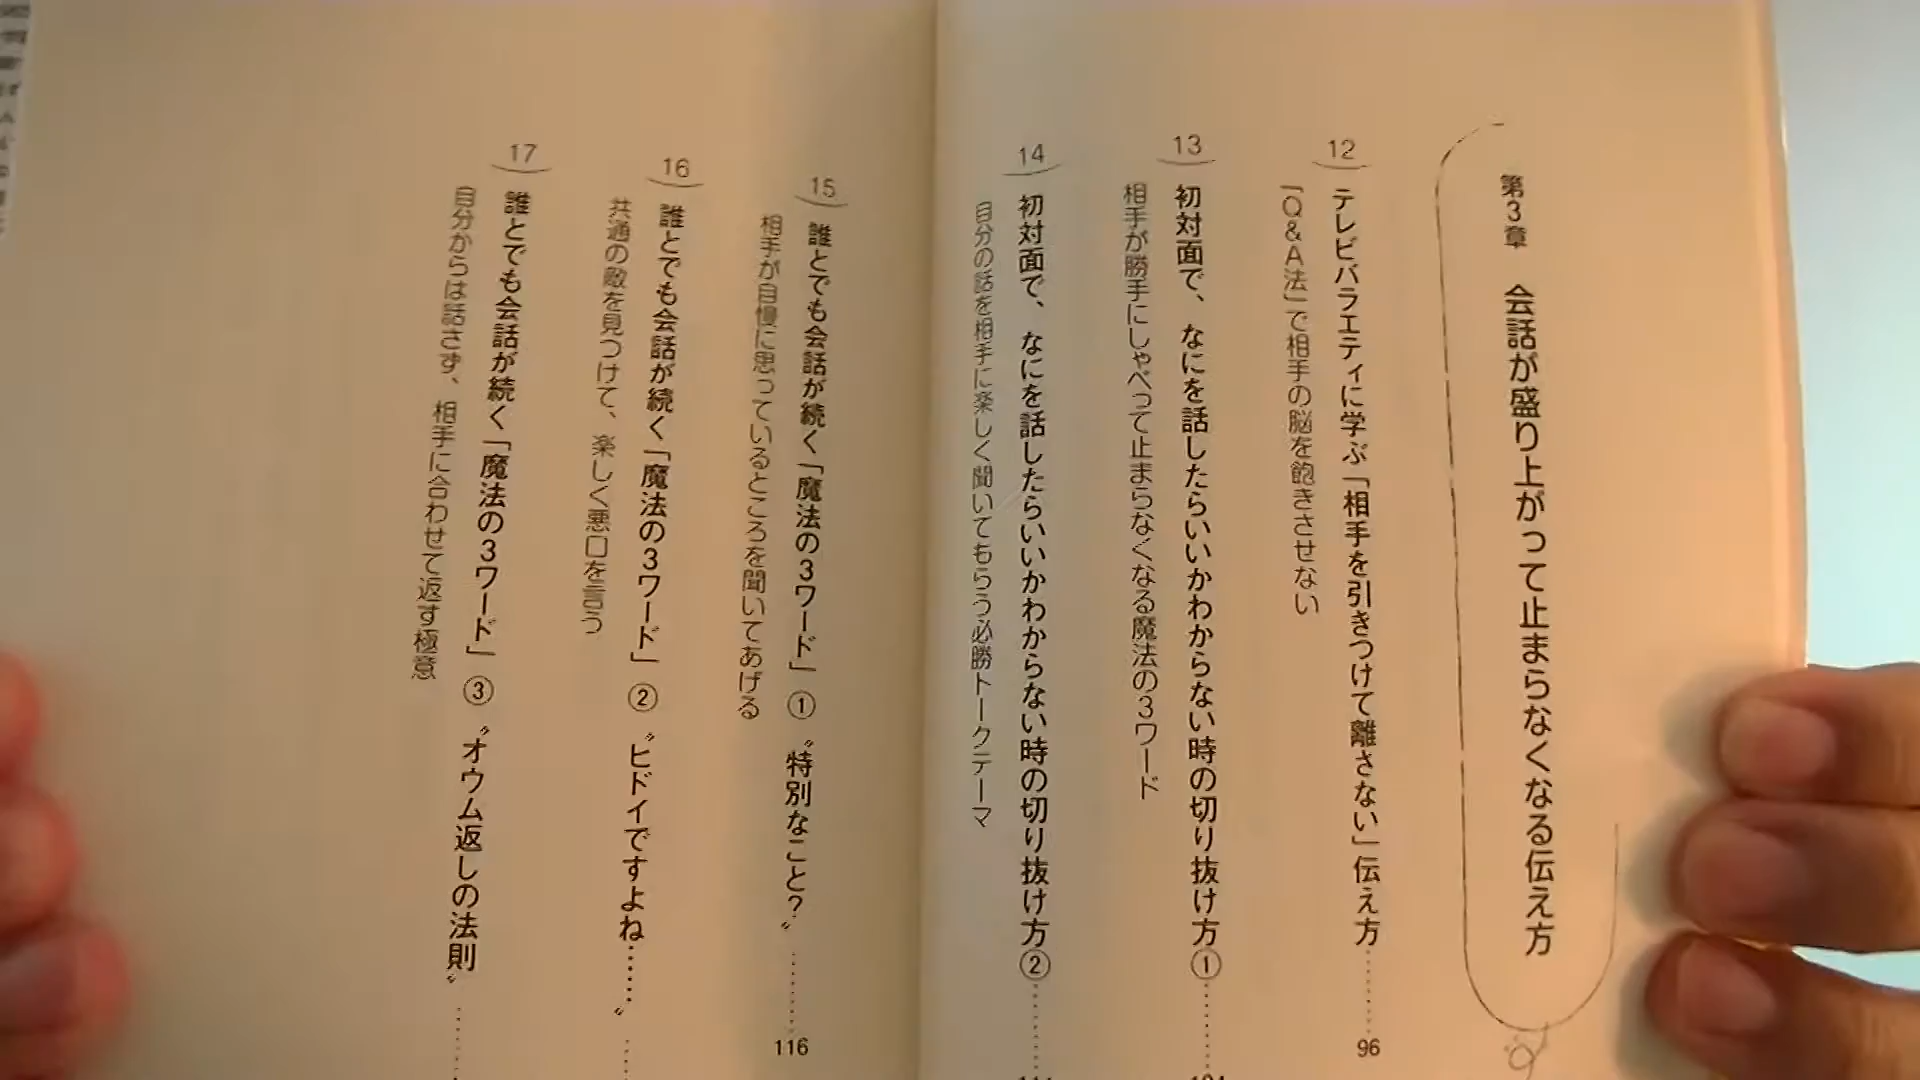 第3章 会話が盛り上がって止まらなくなる伝え方
12
テレビバラエティに学ぶ「相手を引きつけて離さない」伝え方……… 96
「Q&A法」で相手の脳を飽きさせない
13
初対面で、なにを話したらいいかわからない時の切り抜け方①………
相手が勝手にしゃべって止まらなくなる魔法の3ワード
14
初対面で、なにを話したらいいかわからない時の切り抜け方②………
自分の話を相手に楽しく聞いてもらう必勝トークテーマ
15
誰とでも会話が続く「魔法の3ワード」① 〝特別なこと?〟……… 116
相手が自慢に思っているところを聞いてあげる
16
誰とでも会話が続く「魔法の3ワード」② 〝ヒドイですよね……〟………
共通の敵を見つけて、楽しく悪口を言う
17
誰とでも会話が続く「魔法の3ワード」③ 〝オウム返しの法則〟………
自分からは話さず、相手に合わせて返す極意